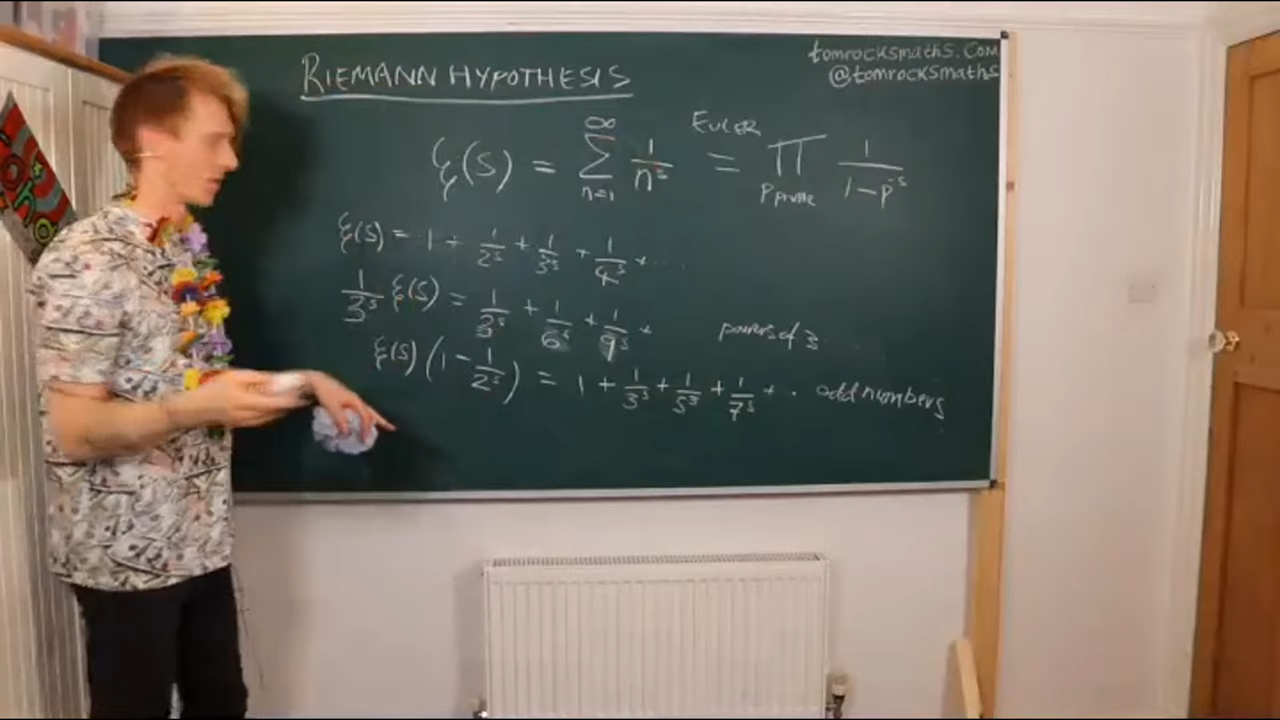 RIEMANN HYPOTHESIS
tomrocksmaths.com
@tomrocksmaths
EULER
ξ(s) = ∑_{n=1}^{∞} 1/n^s = ∏_{p prime} 1/(1-p^{-s})
ξ(s) = 1 + 1/2^s + 1/3^s + 1/4^s + ...
1/3^s ξ(s) = 1/3^s + 1/6^s + 1/9^s + powers of 3
ξ(s) (1 - 1/2^s) = 1 + 1/3^s + 1/5^s + 1/7^s + .. odd numbers